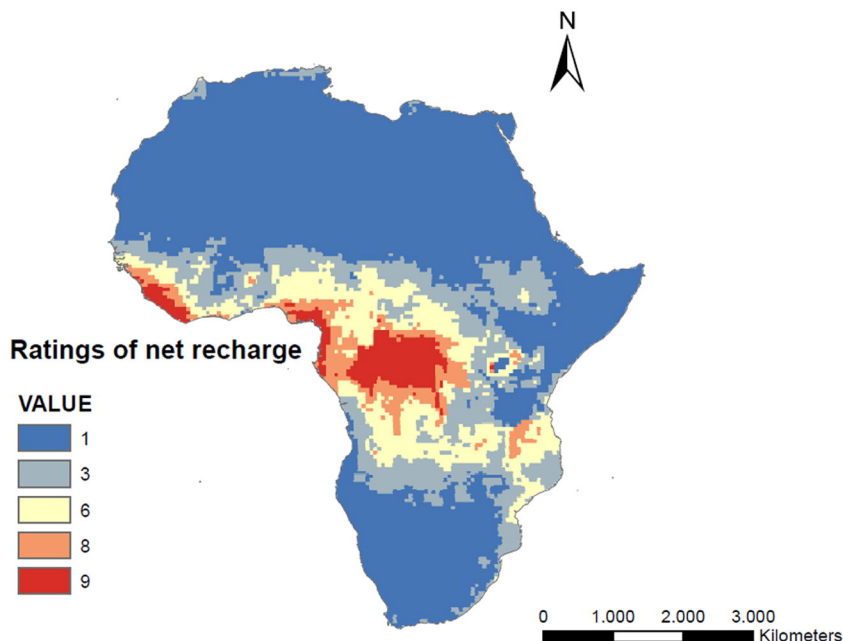 N
Ratings of net recharge
VALUE
1
3
6
8
9
0 1.000 2.000 3.000
Kilometers